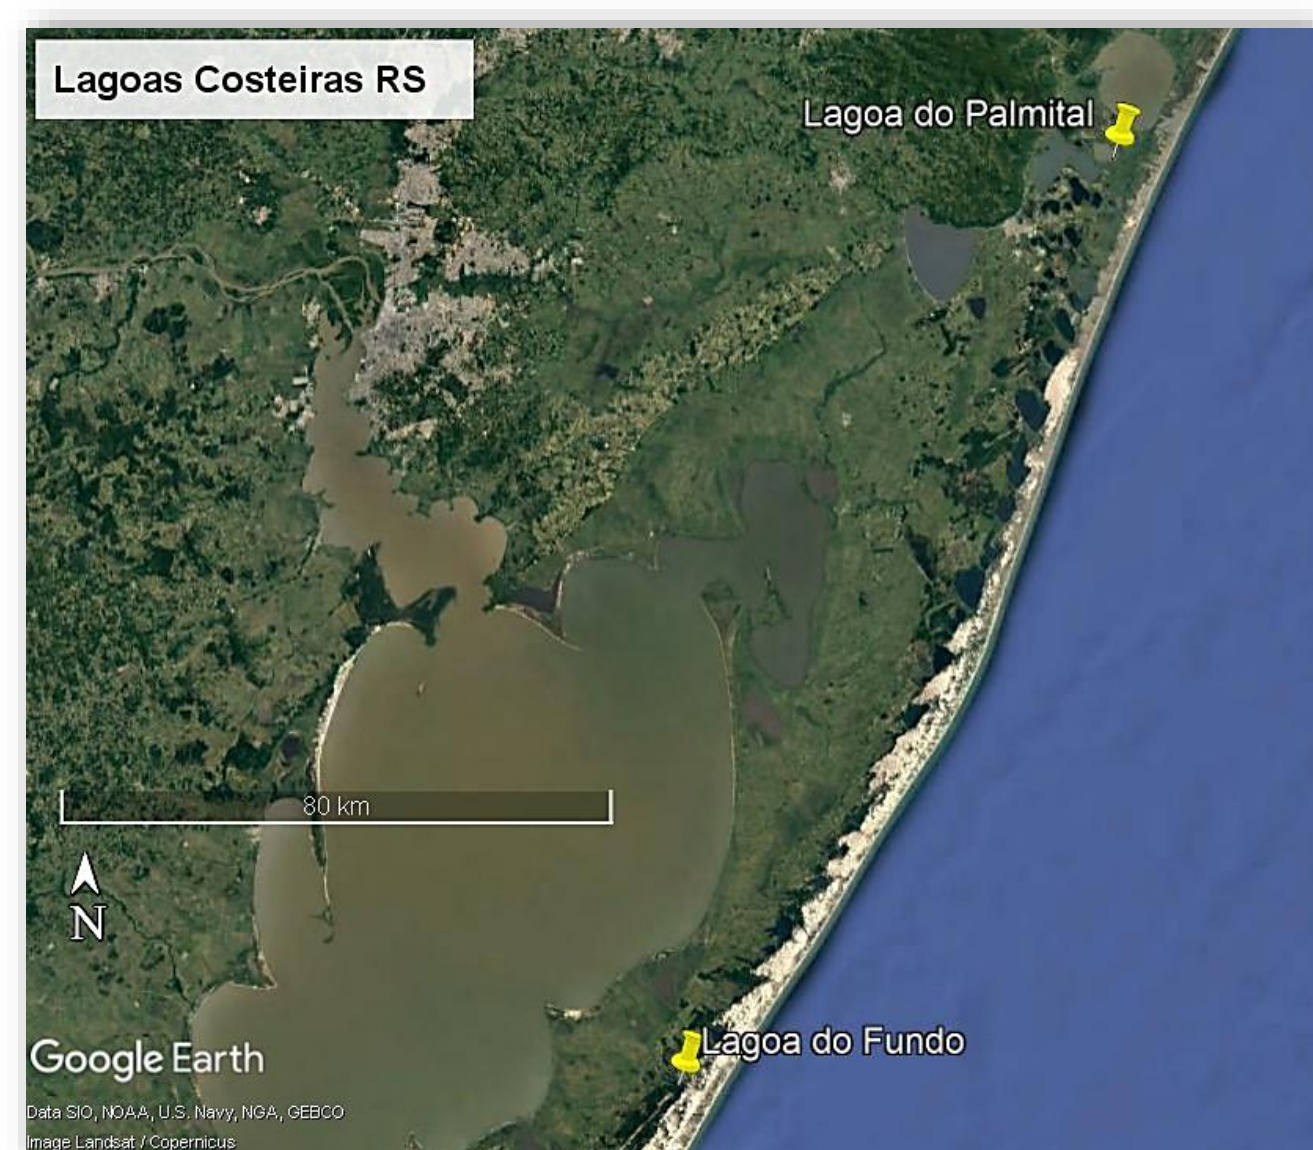 Lagoas Costeiras RS
Lagoa do Palmital
80 km
N
Lagoa do Fundo
Google Earth
Data SIO, NOAA, U.S. Navy, NGA, GEBCO
Image Landsat / Copernicus